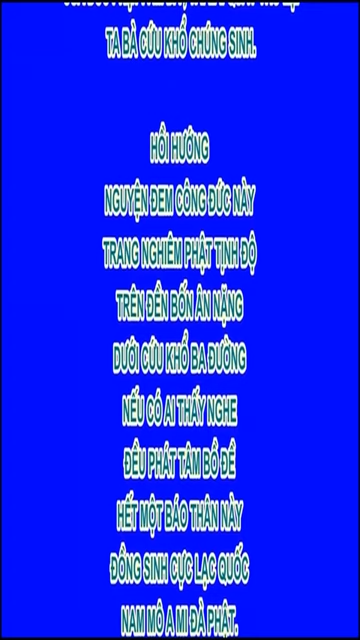 TA BÀ CỨU KHỔ CHÚNG SINH.
HỒI HƯỚNG
NGUYỆN ĐEM CÔNG ĐỨC NÀY
TRANG NGHIÊM PHẬT TỊNH ĐỘ
TRÊN ĐỀN BỐN ÂN NẶNG
DƯỚI CỨU KHỔ BA ĐƯỜNG
NẾU CÓ AI THẤY NGHE
ĐỀU PHÁT TÂM BỒ ĐỀ
HẾT MỘT BÁO THÂN NÀY
ĐỒNG SINH CỰC LẠC QUỐC
NAM MÔ A MI ĐÀ PHẬT.